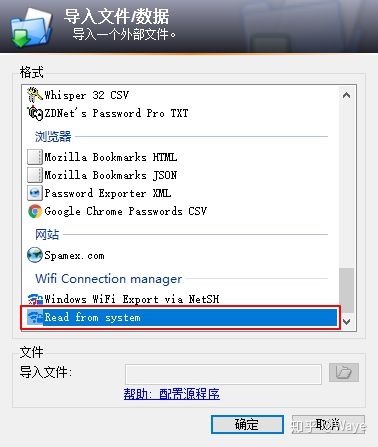 导入文件/数据
导入一个外部文件。
格式
Whisper 32 CSV
ZDNet's Password Pro TXT
浏览器
Mozilla Bookmarks HTML
Mozilla Bookmarks JSON
Password Exporter XML
Google Chrome Passwords CSV
网站
Spamex.com
Wifi Connection manager
Windows WiFi Export via NetSH
Read from system
文件
导入文件:
帮助: 配置源程序
确定
取消
知乎 @Waye